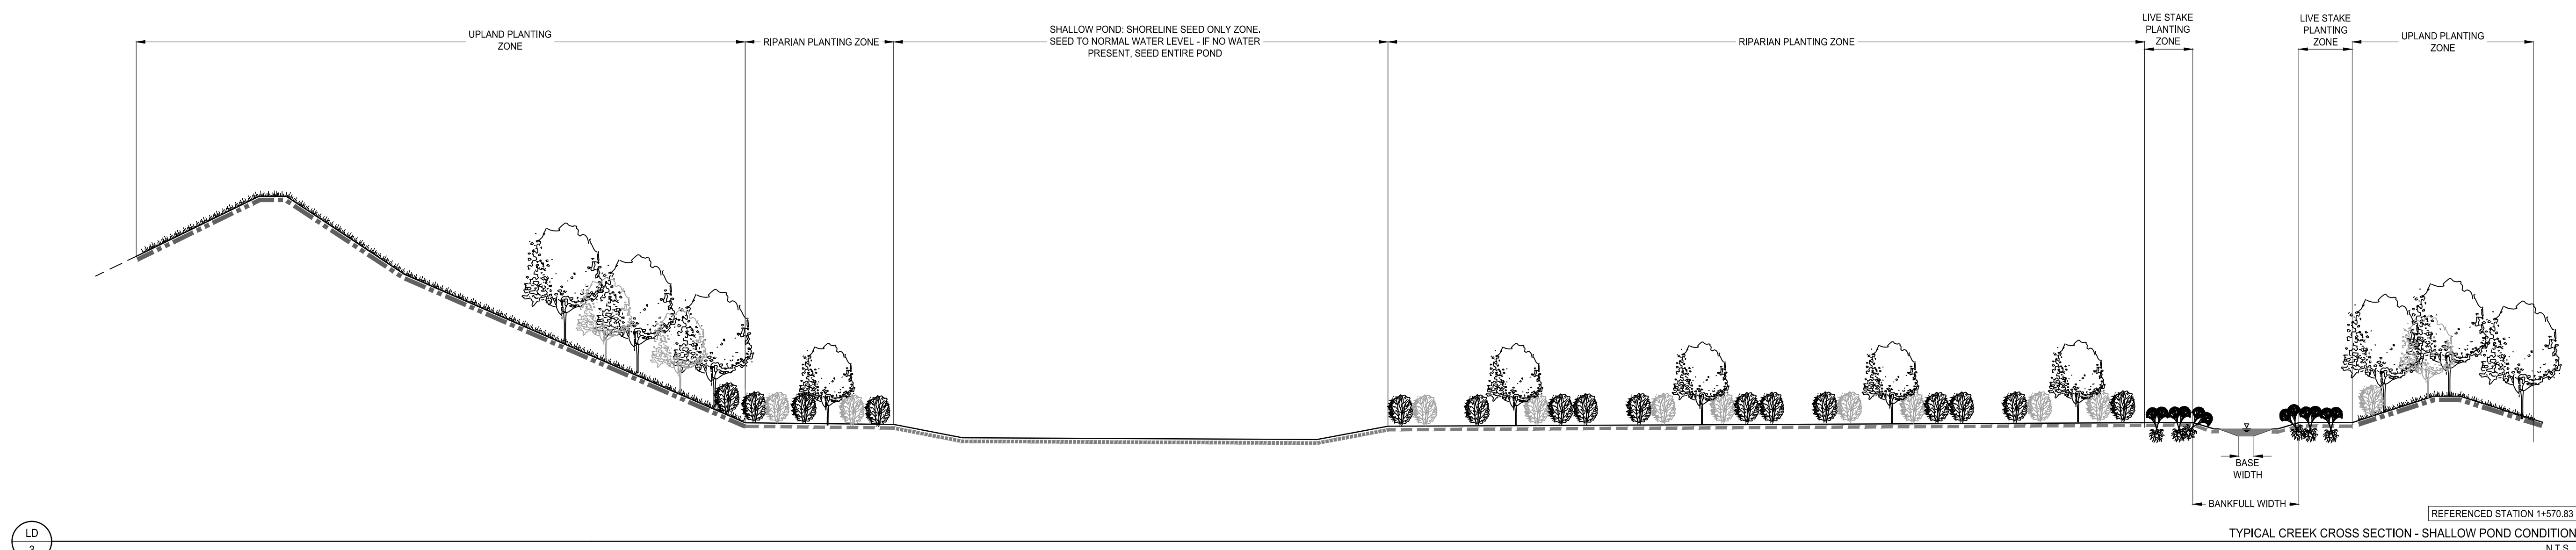 UPLAND PLANTING
ZONE
RIPARIAN PLANTING ZONE
SHALLOW POND: SHORELINE SEED ONLY ZONE.
SEED TO NORMAL WATER LEVEL - IF NO WATER
PRESENT, SEED ENTIRE POND
RIPARIAN PLANTING ZONE
LIVE STAKE
PLANTING
ZONE
LIVE STAKE
PLANTING
ZONE
UPLAND PLANTING
ZONE
BASE
WIDTH
BANKFULL WIDTH
REFERENCED STATION 1+570.83
LD
3
TYPICAL CREEK CROSS SECTION - SHALLOW POND CONDITION
N.T.S.